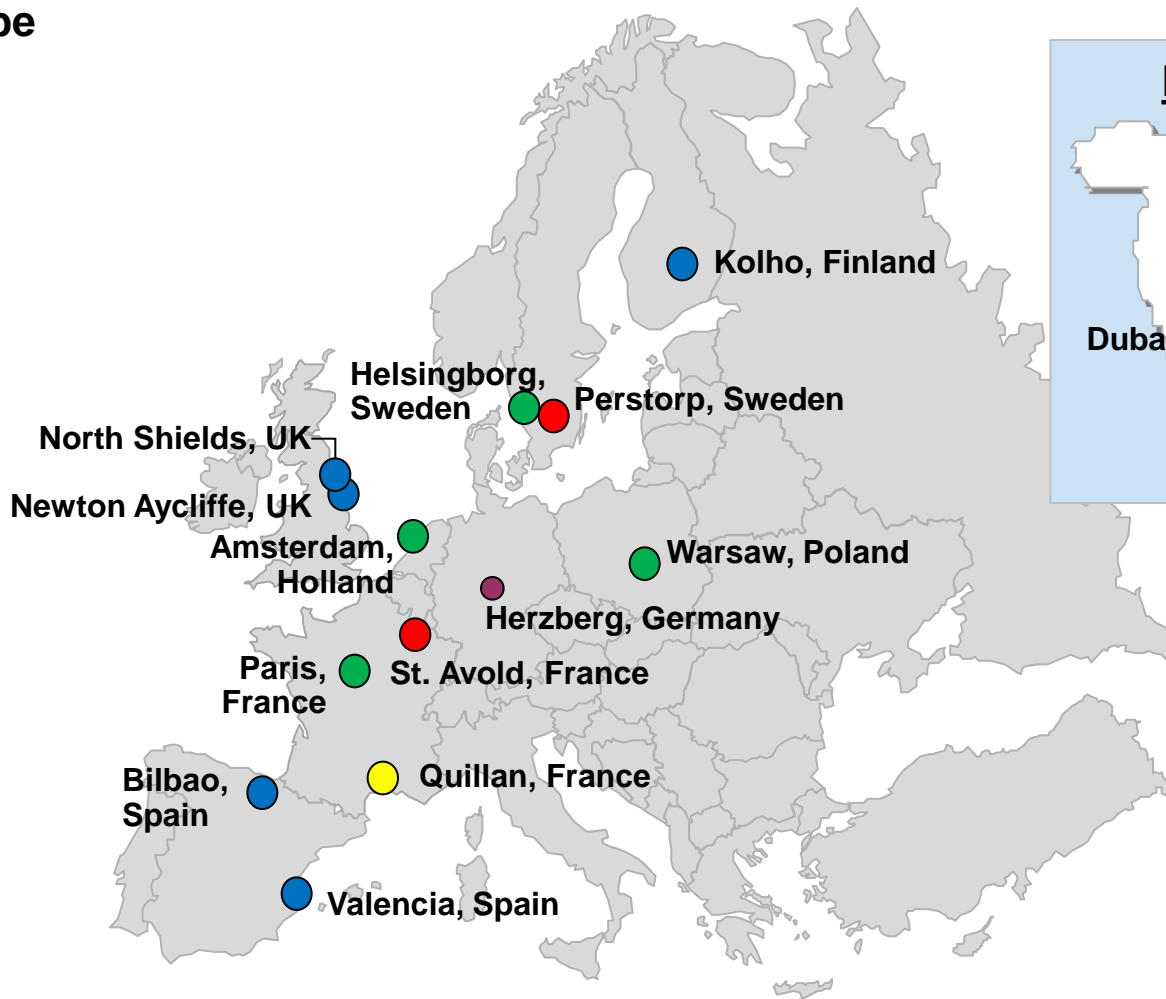 pe
Kolho, Finland
Duba
Helsingborg,
Sweden
Perstorp, Sweden
North Shields, UK
Newton Aycliffe, UK
Amsterdam,
Holland
Warsaw, Poland
Herzberg, Germany
Paris,
France
St. Avold, France
Bilbao,
Spain
Quillan, France
Valencia, Spain